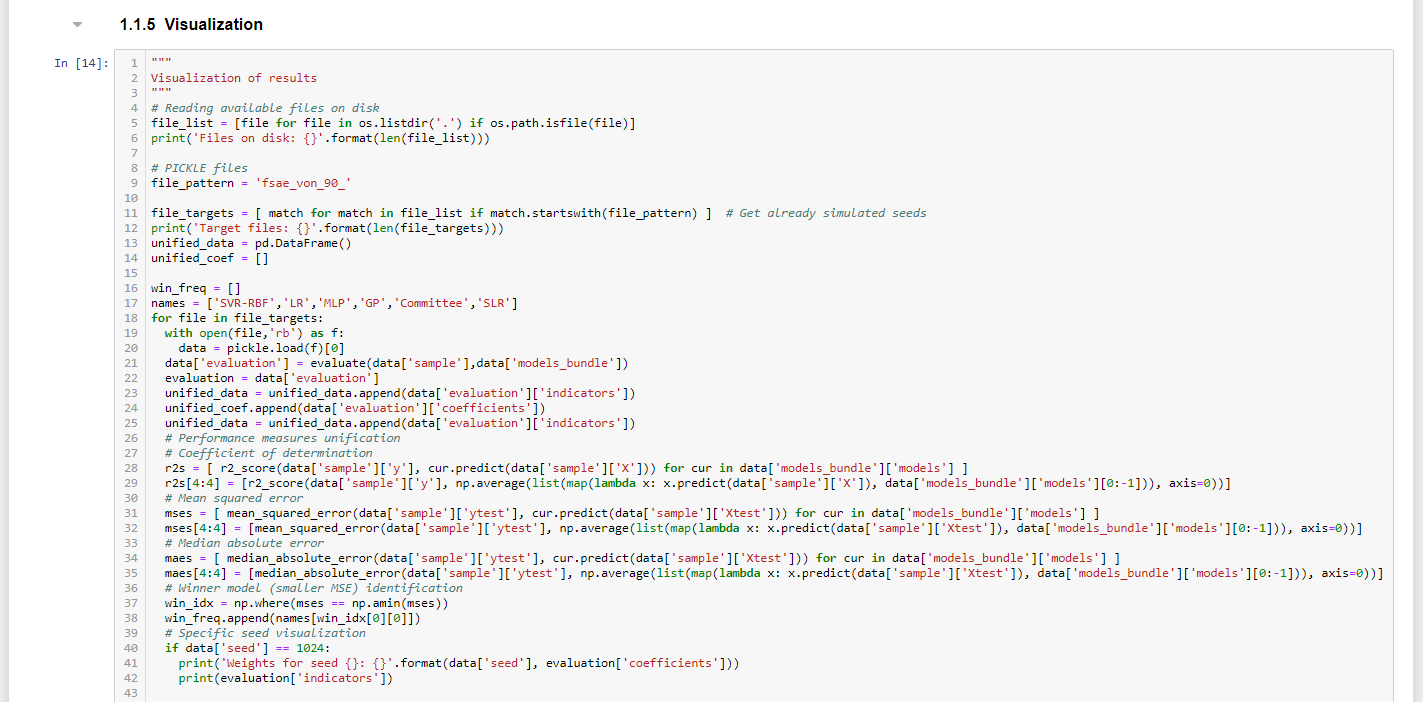 1.1.5 Visualization
In [14]:
1 """
2 Visualization of results
3 """
4 # Reading available files on disk
5 file_list = [file for file in os.listdir('.') if os.path.isfile(file)]
6 print('Files on disk: {}'.format(len(file_list)))
7
8 # PICKLE files
9 file_pattern = 'fsae_von_90_'
10
11 file_targets = [ match for match in file_list if match.startswith(file_pattern) ]  # Get already simulated seeds
12 print('Target files: {}'.format(len(file_targets)))
13 unified_data = pd.DataFrame()
14 unified_coef = []
15
16 win_freq = []
17 names = ['SVR-RBF','LR','MLP','GP','Committee','SLR']
18 for file in file_targets:
19   with open(file,'rb') as f:
20     data = pickle.load(f)[0]
21   data['evaluation'] = evaluate(data['sample'],data['models_bundle'])
22   evaluation = data['evaluation']
23   unified_data = unified_data.append(data['evaluation']['indicators'])
24   unified_coef.append(data['evaluation']['coefficients'])
25   unified_data = unified_data.append(data['evaluation']['indicators'])
26   # Performance measures unification
27   # Coefficient of determination
28   r2s = [ r2_score(data['sample']['y'], cur.predict(data['sample']['X'])) for cur in data['models_bundle']['models'] ]
29   r2s[4:4] = [r2_score(data['sample']['y'], np.average(list(map(lambda x: x.predict(data['sample']['X']), data['models_bundle']['models'][0:-1])), axis=0))]
30   # Mean squared error
31   mses = [ mean_squared_error(data['sample']['ytest'], cur.predict(data['sample']['Xtest'])) for cur in data['models_bundle']['models'] ]
32   mses[4:4] = [mean_squared_error(data['sample']['ytest'], np.average(list(map(lambda x: x.predict(data['sample']['Xtest']), data['models_bundle']['models'][0:-1])), axis=0))]
33   # Median absolute error
34   maes = [ median_absolute_error(data['sample']['ytest'], cur.predict(data['sample']['Xtest'])) for cur in data['models_bundle']['models'] ]
35   maes[4:4] = [median_absolute_error(data['sample']['ytest'], np.average(list(map(lambda x: x.predict(data['sample']['Xtest']), data['models_bundle']['models'][0:-1])), axis=0))]
36   # Winner model (smaller MSE) identification
37   win_idx = np.where(mses == np.amin(mses))
38   win_freq.append(names[win_idx[0][0]])
39   # Specific seed visualization
40   if data['seed'] == 1024:
41     print('Weights for seed {}: {}'.format(data['seed'], evaluation['coefficients']))
42     print(evaluation['indicators'])
43